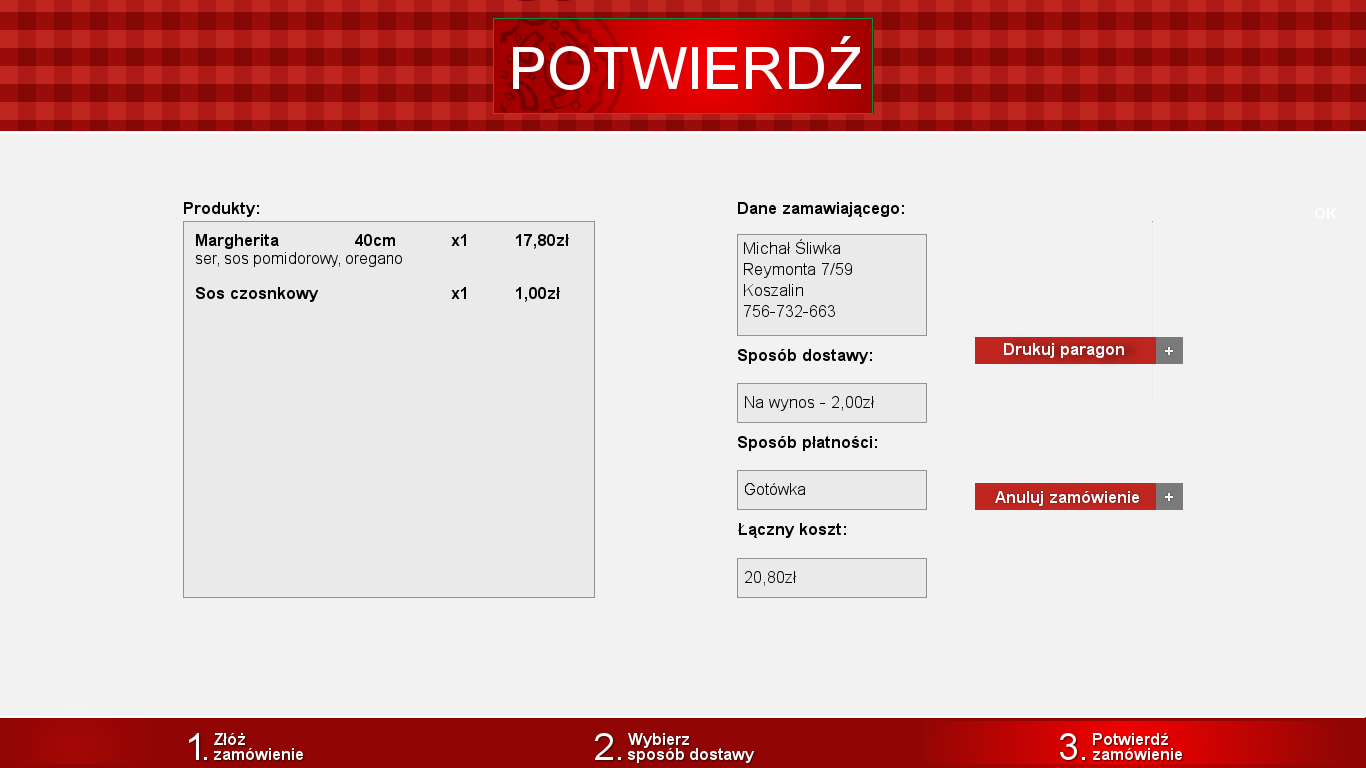 POTWIERDŹ
Produkty:
Margherita 40cm x1 17,80zł
ser, sos pomidorowy, oregano
Sos czosnkowy x1 1,00zł
Dane zamawiającego:
Michał Śliwka
Reymonta 7/59
Koszalin
756-732-663
Sposób dostawy:
Na wynos - 2,00zł
Sposób płatności:
Gotówka
Łączny koszt:
20,80zł
OK
Drukuj paragon +
Anuluj zamówienie +
1. Złóż
zamówienie
2. Wybierz
sposób dostawy
3. Potwierdź
zamówienie